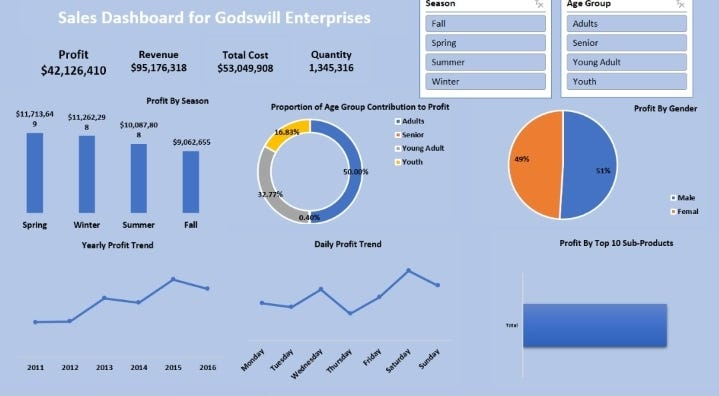 Sales Dashboard for Godswill Enterprises
Season
Fall
Spring
Summer
Winter
Age Group
Adults
Senior
Young Adult
Youth
Profit
$42,126,410
Revenue
$95,176,318
Total Cost
$53,049,908
Quantity
1,345,316
Profit By Season
$11,713,64
9
$11,262,29
8
$10,087,80
8
$9,062,655
Spring
Winter
Summer
Fall
Proportion of Age Group Contribution to Profit
16.83%
50.00%
32.77%
0.40%
Adults
Senior
Young Adult
Youth
Profit By Gender
49%
51%
Male
Femal
Yearly Profit Trend
2011
2012
2013
2014
2015
2016
Daily Profit Trend
Monday
Tuesday
Wednesday
Thursday
Friday
Saturday
Sunday
Profit By Top 10 Sub-Products
Total